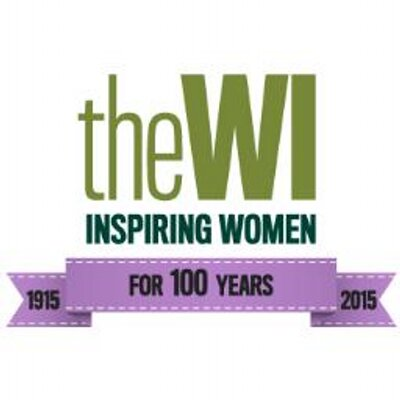 theWI
INSPIRING WOMEN
1915 FOR 100 YEARS 2015